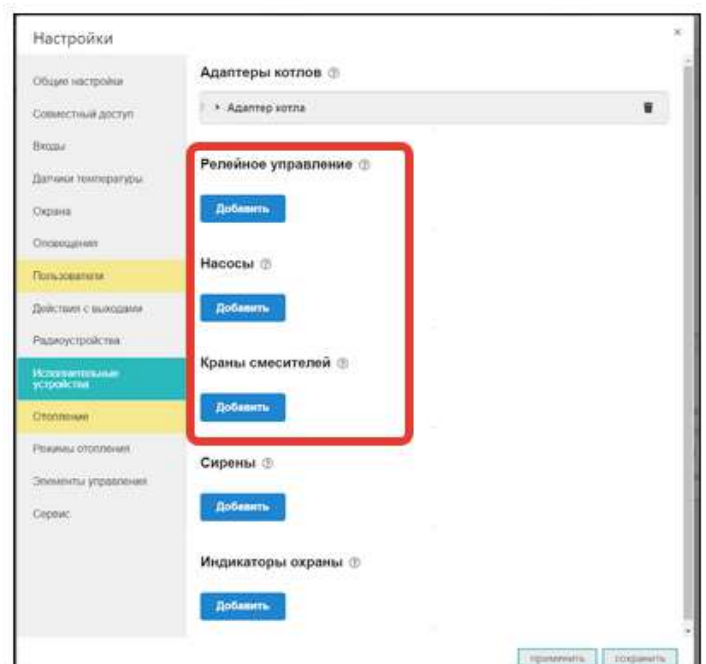 Настройки
×
Общие настройки
Совместный доступ
Входы
Датчики температуры
Охрана
Оповещения
Пользователи
Действия с выходами
Радиоустройства
Исполнительные
устройства
Отопление
Режимы отопления
Элементы управления
Сервис
Адаптеры котлов ?
Адаптер котла
Релейное управление ?
Добавить
Насосы ?
Добавить
Краны смесителей ?
Добавить
Сирены ?
Добавить
Индикаторы охраны ?
Добавить
применить
сохранить